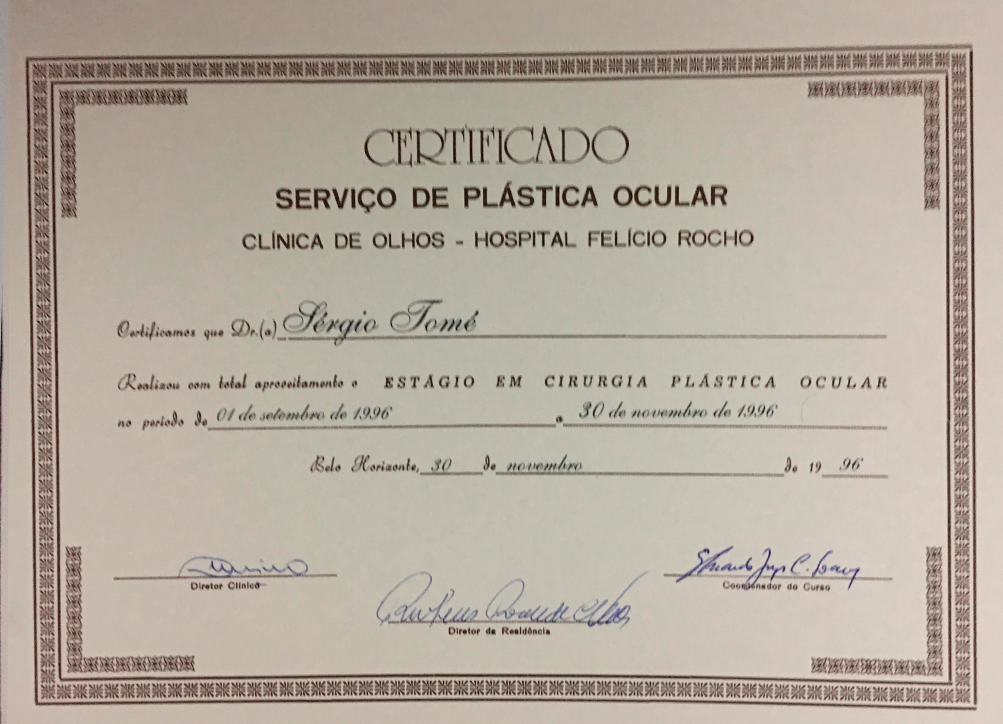 CERTIFICADO
SERVIÇO DE PLÁSTICA OCULAR
CLÍNICA DE OLHOS - HOSPITAL FELÍCIO ROCHO
Certificamos que Dr.(a) Sérgio Tomé
Realizou com total aproveitamento o ESTÁGIO EM CIRURGIA PLÁSTICA OCULAR
no período de 01 de setembro de 1996 a 30 de novembro de 1996
Belo Horizonte, 30 de novembro de 19 96
Diretor Clínico
Coordenador do Curso
Diretor da Residência